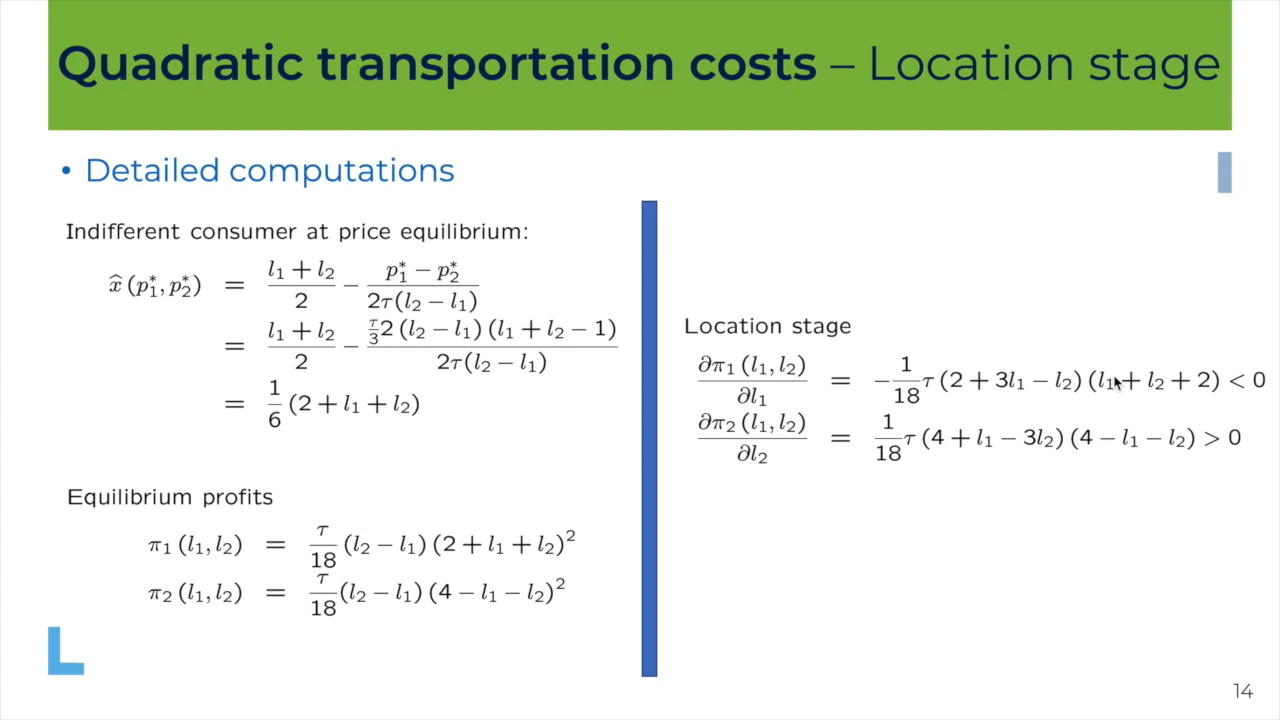 Quadratic transportation costs – Location stage
• Detailed computations
Indifferent consumer at price equilibrium:
x̂ (p₁*, p₂*) = (l₁ + l₂)/2 − (p₁* − p₂*)/(2τ(l₂ − l₁))
= (l₁ + l₂)/2 − (τ/3 2 (l₂ − l₁) (l₁ + l₂ − 1))/(2τ(l₂ − l₁))
= 1/6 (2 + l₁ + l₂)
Equilibrium profits
π₁ (l₁, l₂) = τ/18 (l₂ − l₁) (2 + l₁ + l₂)²
π₂ (l₁, l₂) = τ/18 (l₂ − l₁) (4 − l₁ − l₂)²
Location stage
∂π₁ (l₁, l₂)/∂l₁ = −1/18 τ (2 + 3l₁ − l₂) (l₁ + l₂ + 2) < 0
∂π₂ (l₁, l₂)/∂l₂ = 1/18 τ (4 + l₁ − 3l₂) (4 − l₁ − l₂) > 0
14